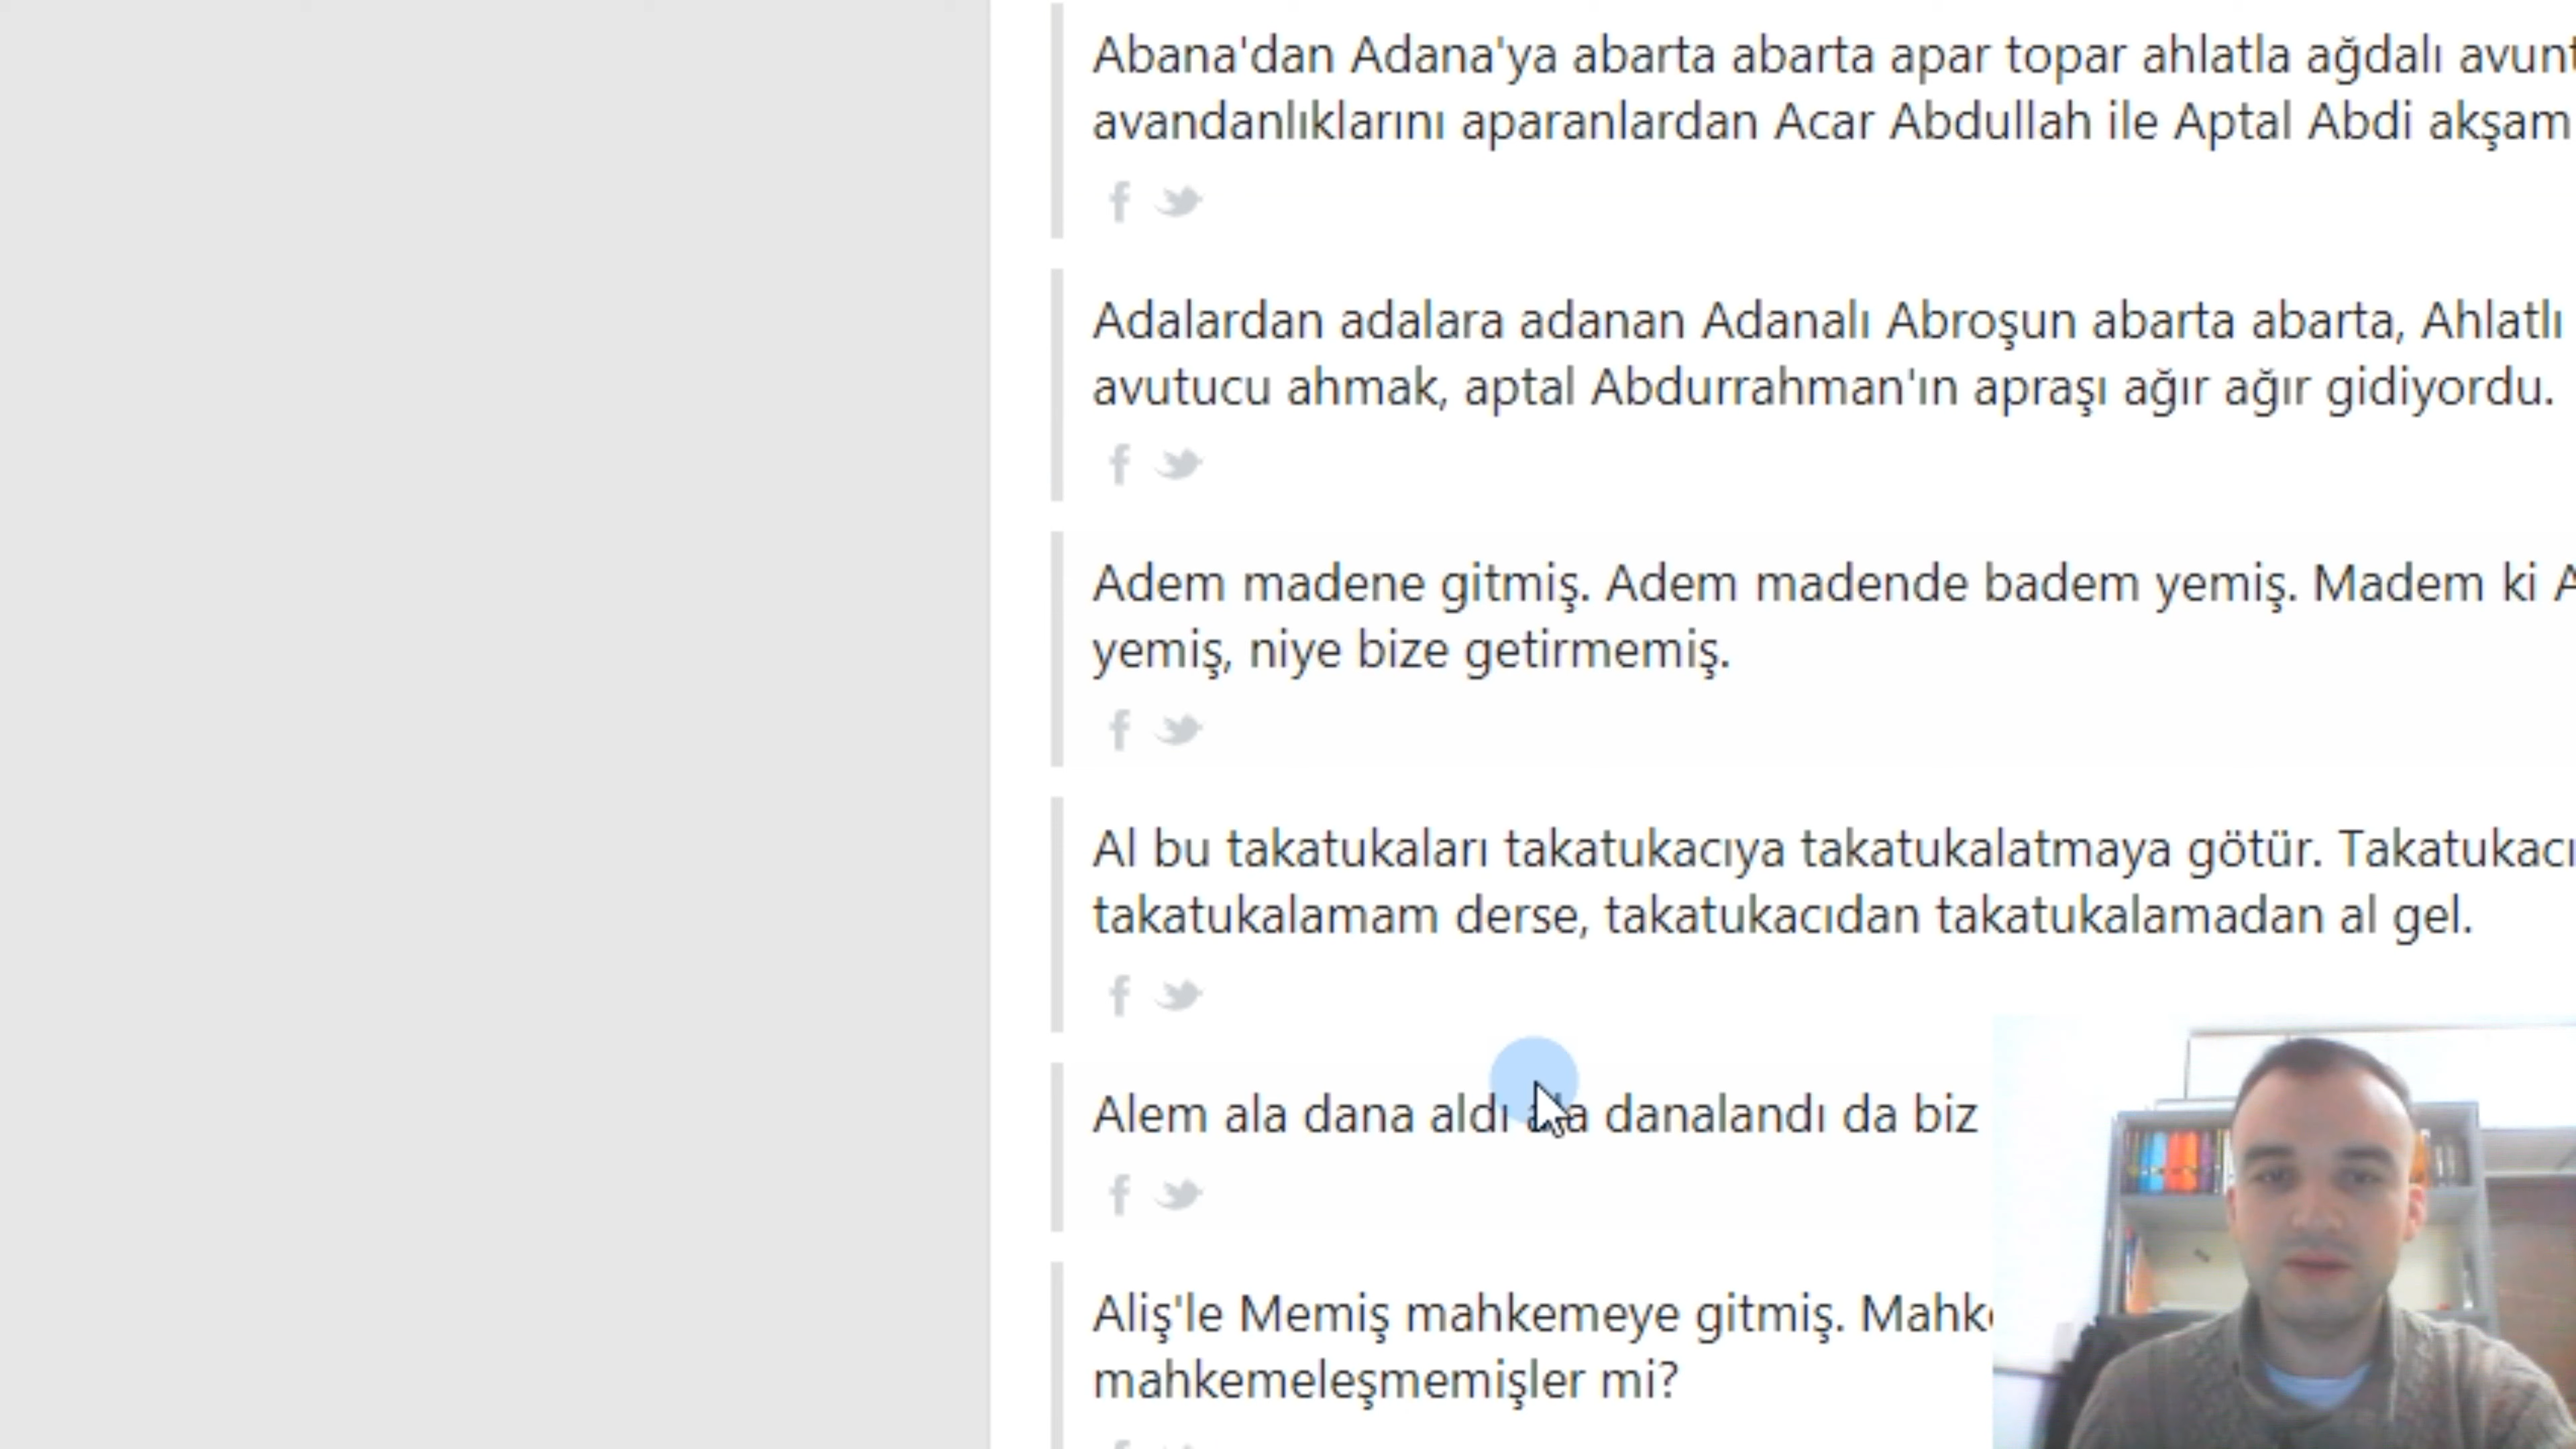 Abana'dan Adana'ya abarta abarta apar topar ahlatla ağdalı
avandanlıklarını aparanlardan Acar Abdullah ile Aptal Abdi akşam
Adalardan adalara adanan Adanalı Abroşun abarta abarta, Ahlatlı
avutucu ahmak, aptal Abdurrahman'ın apraşı ağır ağır gidiyordu.
Adem madene gitmiş. Adem madende badem yemiş. Madem ki
yemiş, niye bize getirmemiş.
Al bu takatukaları takatukacıya takatukalatmaya götür. Takatukacı
takatukalamam derse, takatukacıdan takatukalamadan al gel.
Alem ala dana aldı ala danalandı da biz
Aliş'le Memiş mahkemeye gitmiş.
mahkemeleşmemişler mi?